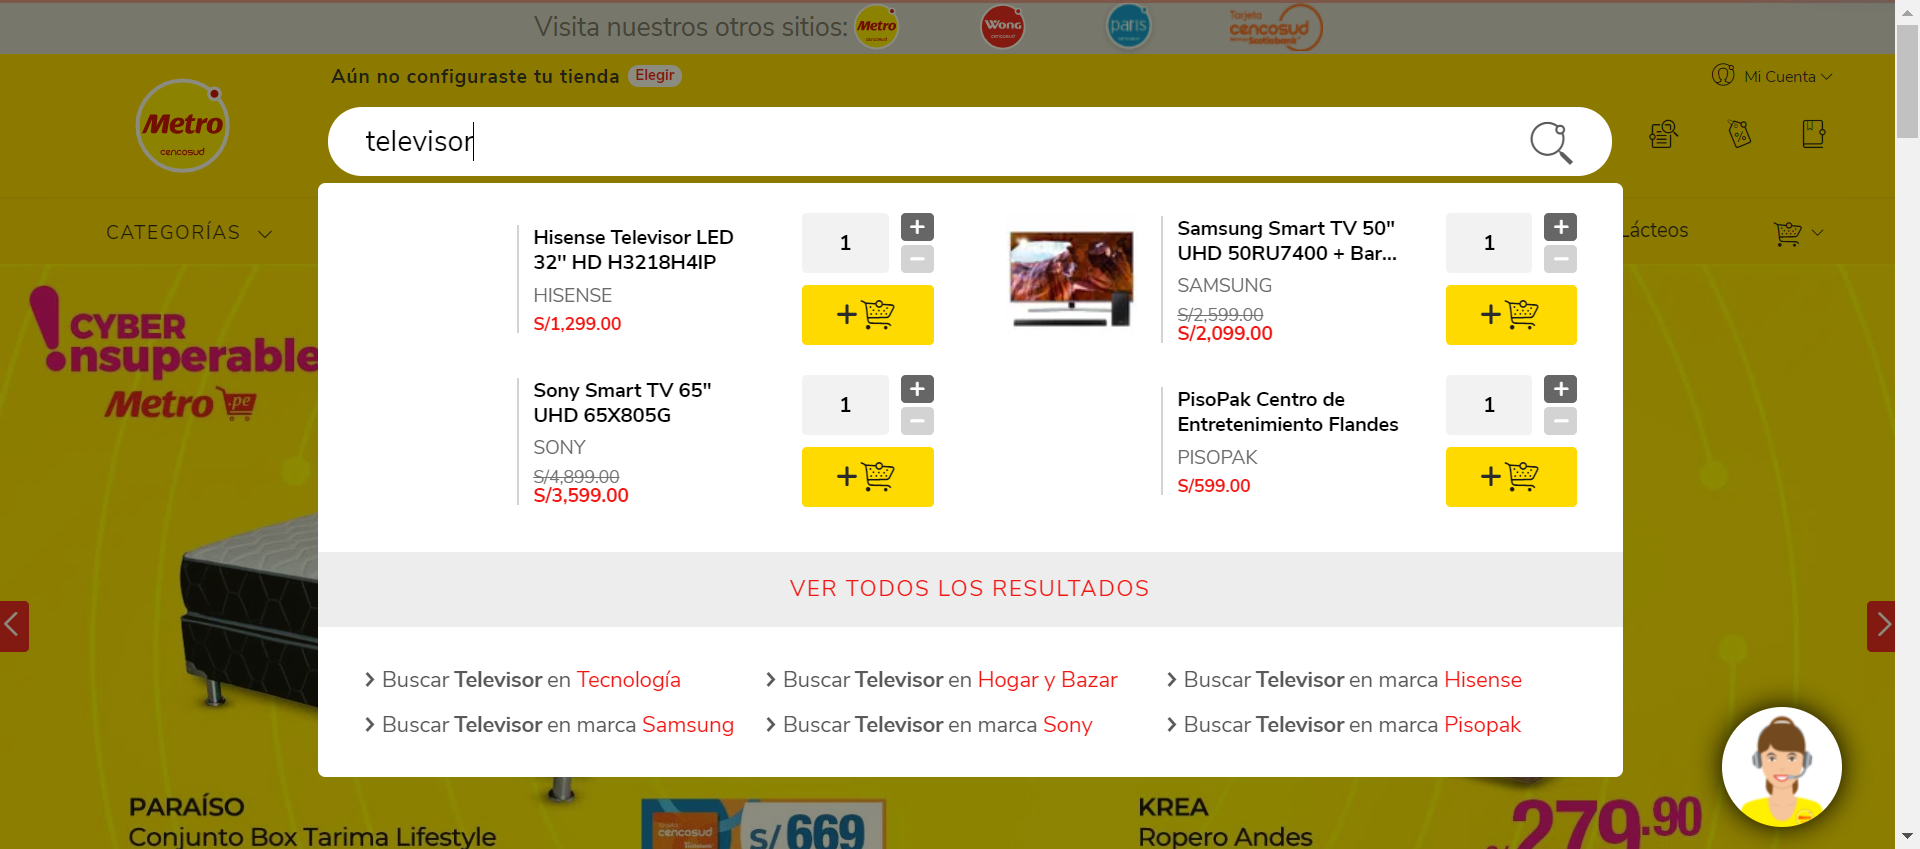 Visita nuestros otros sitios:
Metro
cencosud
Wong
cencosud
paris
cencosud
Tarjeta
cencosud
Scotiabank
Aún no configuraste tu tienda
Elegir
Mi Cuenta
Metro
cencosud
televisor
CATEGORÍAS
Lácteos
Hisense Televisor LED
32" HD H3218H4IP
HISENSE
S/1,299.00
1
+
−
+
Samsung Smart TV 50"
UHD 50RU7400 + Bar...
SAMSUNG
S/2,599.00
S/2,099.00
1
+
−
+
Sony Smart TV 65"
UHD 65X805G
SONY
S/4,899.00
S/3,599.00
1
+
−
+
PisoPak Centro de
Entretenimiento Flandes
PISOPAK
S/599.00
1
+
−
+
CYBER
!nsuperable
Metro .pe
VER TODOS LOS RESULTADOS
Buscar Televisor en Tecnología
Buscar Televisor en Hogar y Bazar
Buscar Televisor en marca Hisense
Buscar Televisor en marca Samsung
Buscar Televisor en marca Sony
Buscar Televisor en marca Pisopak
PARAÍSO
Conjunto Box Tarima Lifestyle
Tarjeta
cencosud
S/669
KREA
Ropero Andes
279.90